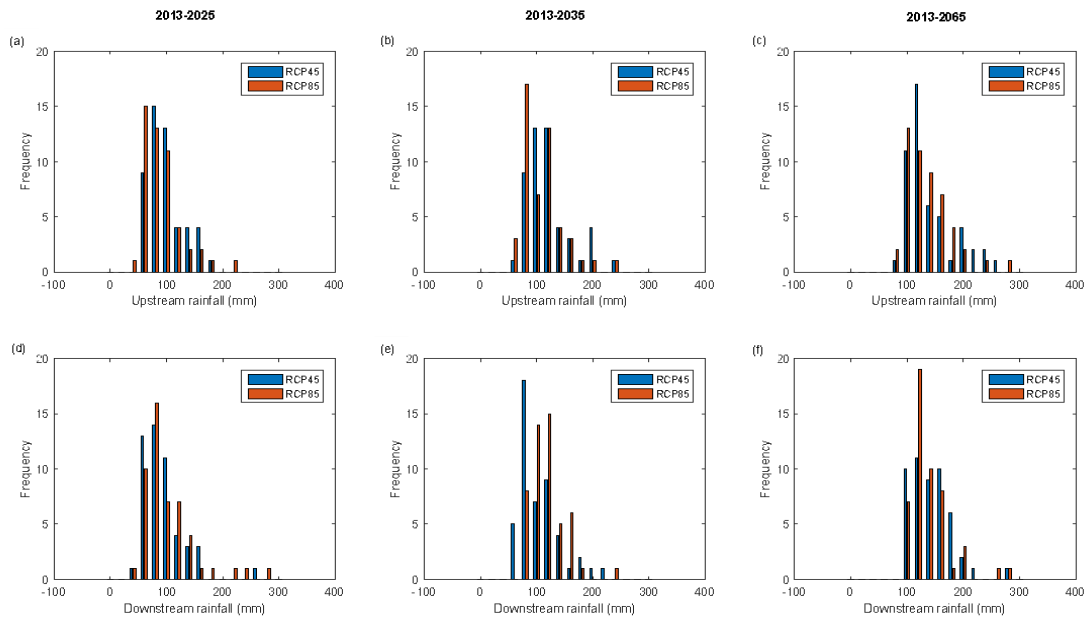 2013-2025
2013-2035
2013-2065
(a)
20
15
10
5
0
Frequency
-100 0 100 200 300 400
Upstream rainfall (mm)
RCP45
RCP85
(b)
20
15
10
5
0
Frequency
-100 0 100 200 300 400
Upstream rainfall (mm)
RCP45
RCP85
(c)
20
15
10
5
0
Frequency
-100 0 100 200 300 400
Upstream rainfall (mm)
RCP45
RCP85
(d)
20
15
10
5
0
Frequency
-100 0 100 200 300 400
Downstream rainfall (mm)
RCP45
RCP85
(e)
20
15
10
5
0
Frequency
-100 0 100 200 300 400
Downstream rainfall (mm)
RCP45
RCP85
(f)
20
15
10
5
0
Frequency
-100 0 100 200 300 400
Downstream rainfall (mm)
RCP45
RCP85